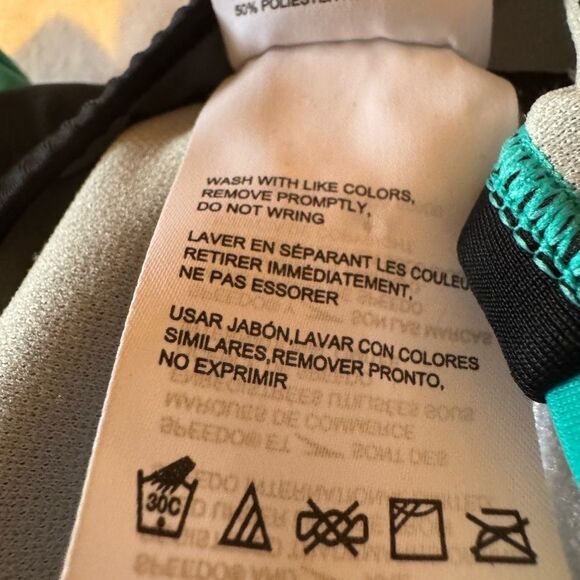 50% POLYESTER
WASH WITH LIKE COLORS,
REMOVE PROMPTLY,
DO NOT WRING
LAVER EN SÉPARANT LES COULEU
RETIRER IMMÉDIATEMENT,
NE PAS ESSORER
USAR JABÓN,LAVAR CON COLORES
SIMILARES,REMOVER PRONTO,
NO EXPRIMIR
30C